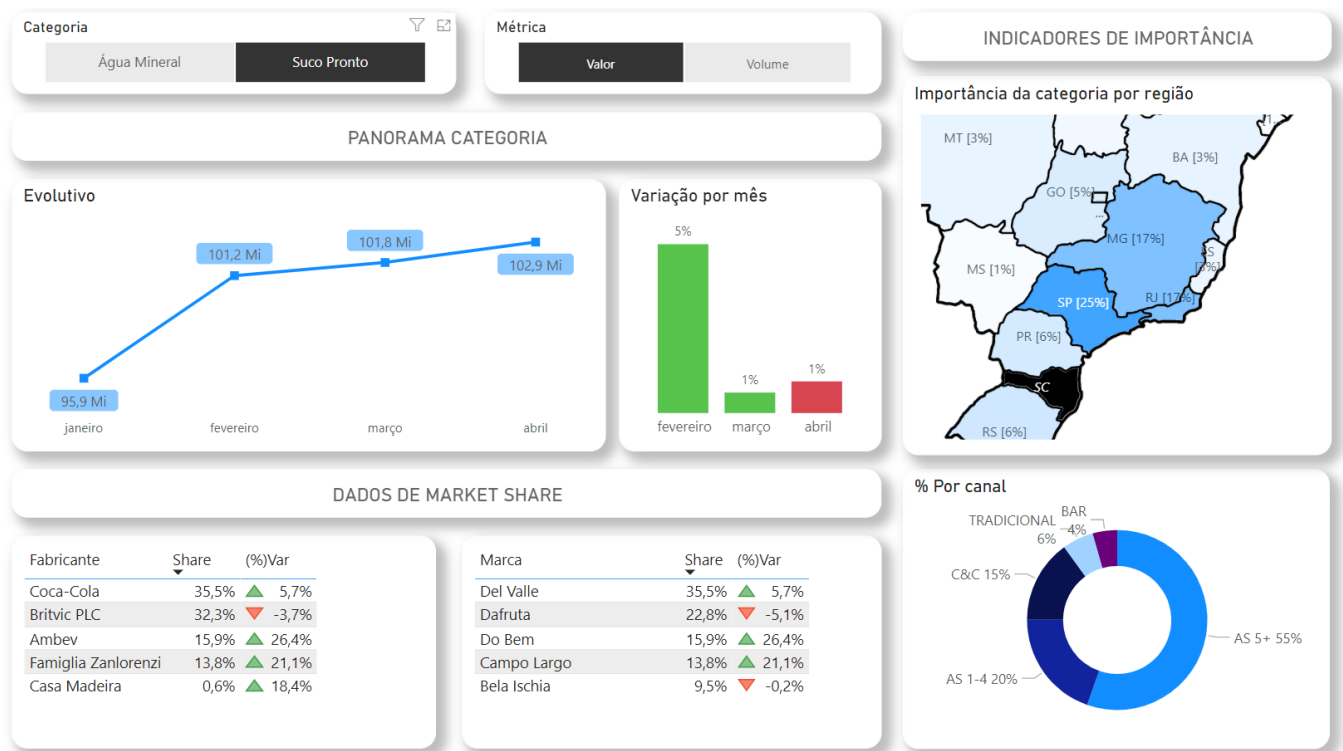 Categoria
Água Mineral
Suco Pronto
Métrica
Valor
Volume
INDICADORES DE IMPORTÂNCIA
PANORAMA CATEGORIA
Evolutivo
95,9 Mi
101,2 Mi
101,8 Mi
102,9 Mi
janeiro fevereiro março abril
Variação por mês
5%
1%
1%
fevereiro março abril
Importância da categoria por região
MT [3%]
BA [3%]
GO [5%]
...
MG [17%]
MS [1%]
SP [25%]
RJ [17%]
PR [6%]
SC
RS [6%]
DADOS DE MARKET SHARE
Fabricante Share (%)Var
Coca-Cola 35,5% 5,7%
Britvic PLC 32,3% -3,7%
Ambev 15,9% 26,4%
Famiglia Zanlorenzi 13,8% 21,1%
Casa Madeira 0,6% 18,4%
Marca Share (%)Var
Del Valle 35,5% 5,7%
Dafruta 22,8% -5,1%
Do Bem 15,9% 26,4%
Campo Largo 13,8% 21,1%
Bela Ischia 9,5% -0,2%
% Por canal
BAR
4%
TRADICIONAL
6%
C&C 15%
AS 1-4 20%
AS 5+ 55%